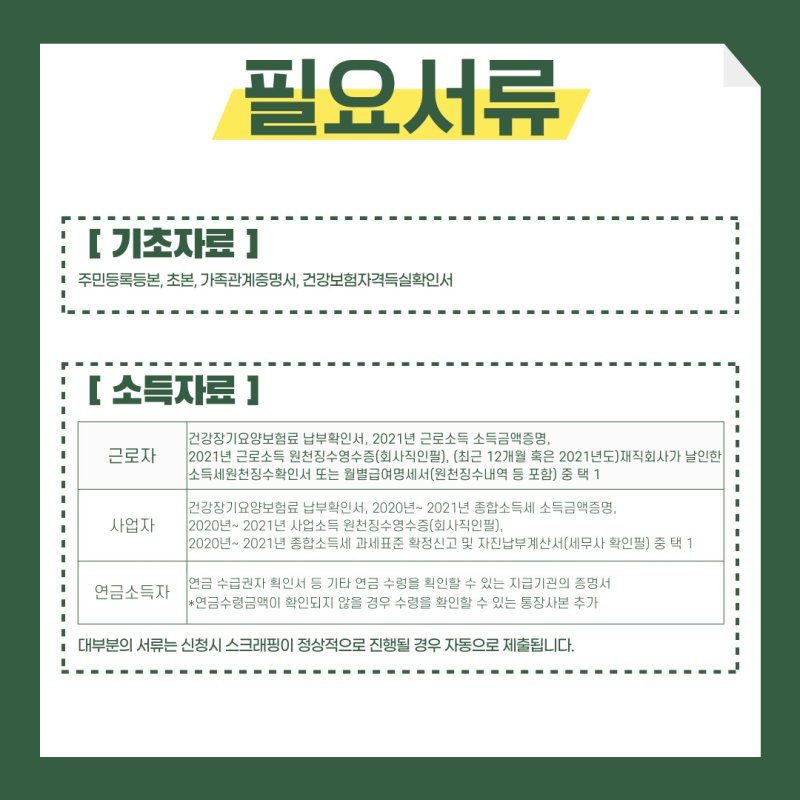 필요서류
[ 기초자료 ]
주민등록등본, 초본, 가족관계증명서, 건강보험자격득실확인서
[ 소득자료 ]
근로자
건강장기요양보험료 납부확인서, 2021년 근로소득 소득금액증명,
2021년 근로소득 원천징수영수증(회사직인필), (최근 12개월 혹은 2021년도)재직회사가 날인한
소득세원천징수확인서 또는 월별급여명세서(원천징수내역 등 포함) 중 택 1
사업자
건강장기요양보험료 납부확인서, 2020년~ 2021년 종합소득세 소득금액증명,
2020년~ 2021년 사업소득 원천징수영수증(회사직인필),
2020년~ 2021년 종합소득세 과세표준 확정신고 및 자진납부계산서(세무사 확인필) 중 택 1
연금소득자
연금 수급권자 확인서 등 기타 연금 수령을 확인할 수 있는 지급기관의 증명서
*연금수령금액이 확인되지 않을 경우 수령을 확인할 수 있는 통장사본 추가
대부분의 서류는 신청시 스크래핑이 정상적으로 진행될 경우 자동으로 제출됩니다.